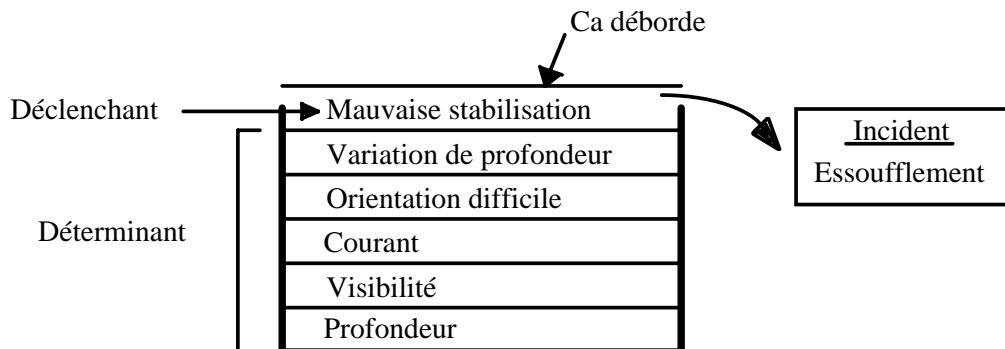 Ca déborde
Déclenchant
Mauvaise stabilisation
Variation de profondeur
Orientation difficile
Courant
Visibilité
Profondeur
Déterminant
Incident
Essoufflement